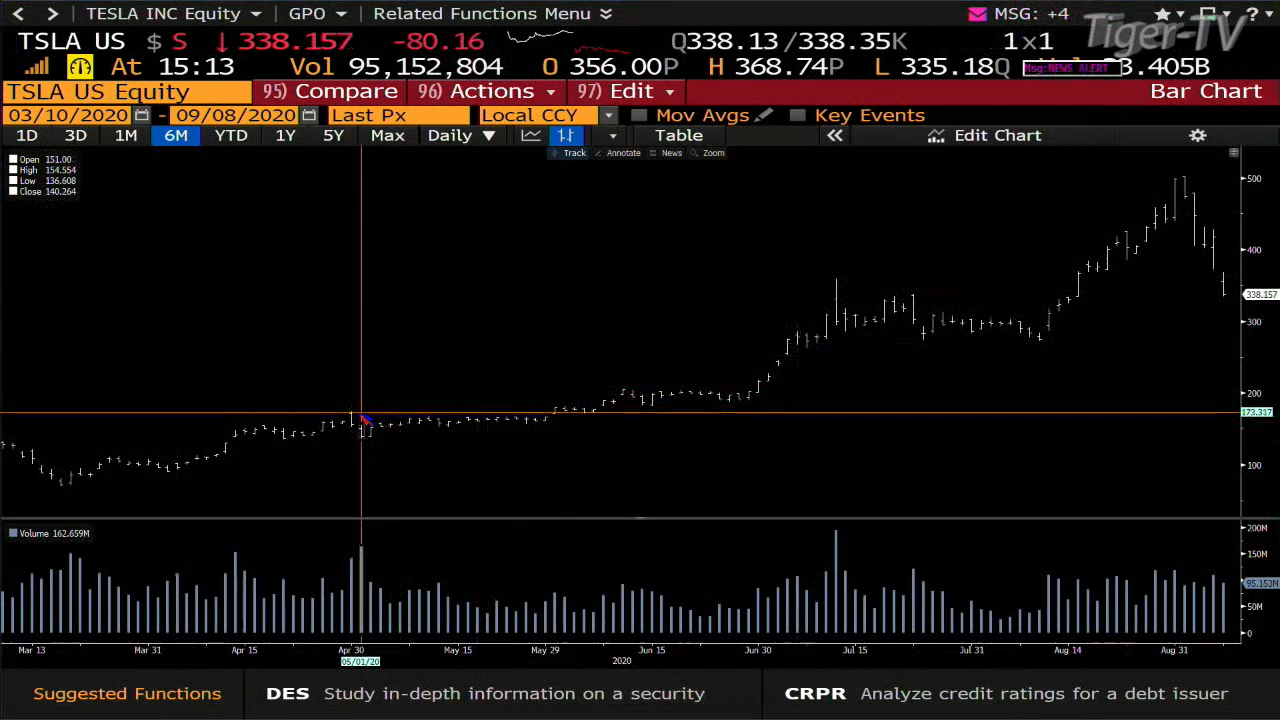 TSLA INC Equity GPO Related Functions Menu MSG: +4 ?
Tiger-TV
TSLA US $ S ↓ 338.157 -80.16 Q338.13 /338.35K 1x1
At 15:13 Vol 95,152,804 O 356.00P H 368.74P L 335.18Q Msg:NEWS ALERT 3.405B
TSLA US Equity 95) Compare 96) Actions 97) Edit Bar Chart
03/10/2020 - 09/08/2020 Last Px Local CCY Mov Avgs Key Events
1D 3D 1M 6M YTD 1Y 5Y Max Daily ▼ Table « Edit Chart
Track Annotate News Zoom
Open 151.00
High 154.554
Low 136.608
Close 140.264
500
400
338.157
300
200
173.317
100
Volume 162.659M
200M
150M
95.153M
50M
0
Mar 13 Mar 31 Apr 15 Apr 30 May 15 May 29 Jun 15 Jun 30 Jul 15 Jul 31 Aug 14 Aug 31
05/01/20 2020
Suggested Functions DES Study in-depth information on a security CRPR Analyze credit ratings for a debt issuer